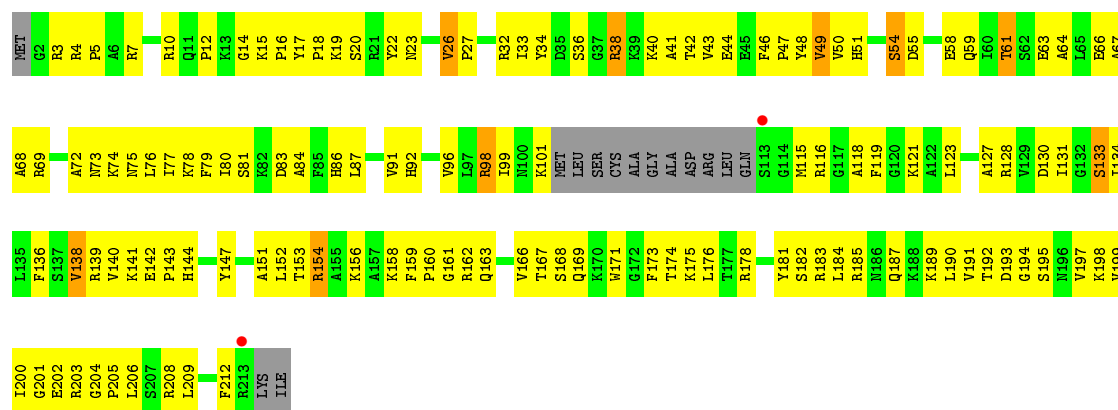 MET G2 R3 R4 P5 A6 R7 R10 Q11 P12 K13 G14 K15 P16 Y17 P18 K19 S20 R21 Y22 N23 V26 P27 R32 I33 Y34 D35 S36 G37 R38 K39 K40 A41 T42 V43 E44 E45 F46 P47 Y48 V49 V50 H51 S54 D55 E58 Q59 I60 T61 S62 E63 A64 L65 E66 A67
A68 R69 A72 N73 K74 N75 L76 I77 K78 F79 I80 S81 K82 D83 A84 F85 H86 L87 V91 H92 V96 L97 R98 I99 N100 K101 MET LEU SER CYS ALA GLY ALA ASP ARG LEU GLN S113 G114 M115 R116 G117 A118 F119 G120 K121 A122 L123 A127 R128 V129 D130 I131 G132 S133 I134
L135 F136 S137 V138 R139 V140 K141 E142 P143 H144 Y147 A151 L152 T153 R154 A155 K156 A157 K158 F159 P160 G161 R162 Q163 V166 T167 S168 Q169 K170 W171 G172 F173 T174 K175 L176 T177 R178 Y181 S182 R183 L184 R185 N186 Q187 K188 K189 L190 V191 T192 D193 G194 S195 N196 V197 K198 V199
I200 G201 E202 R203 G204 P205 L206 S207 R208 L209 F212 R213 LYS ILE